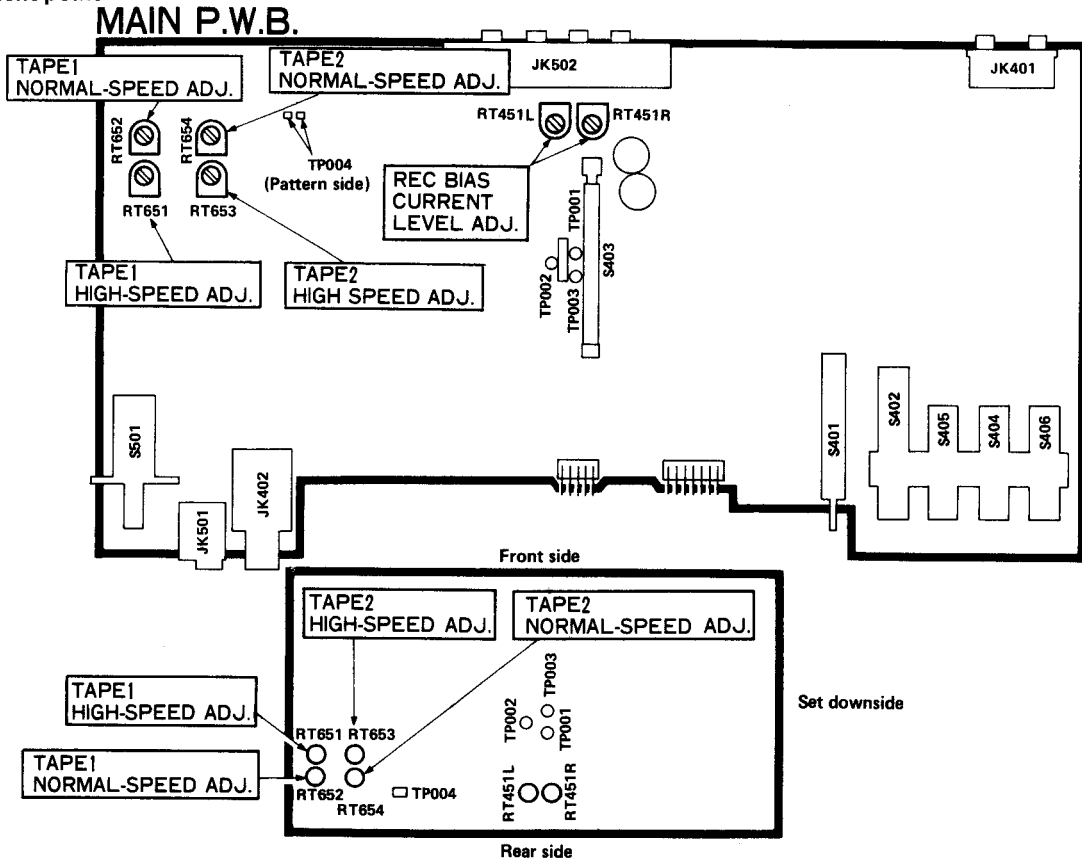 MAIN P.W.B.
TAPE1
NORMAL-SPEED ADJ.
TAPE2
NORMAL-SPEED ADJ.
JK502
JK401
RT652
RT654
TP004
(Pattern side)
RT451L
RT451R
REC BIAS
CURRENT
LEVEL ADJ.
RT651
RT653
TP001
TP002
TP003
S403
TAPE1
HIGH-SPEED ADJ.
TAPE2
HIGH SPEED ADJ.
S501
JK501
JK402
S401
S402
S405
S404
S406
Front side
TAPE2
HIGH-SPEED ADJ.
TAPE2
NORMAL-SPEED ADJ.
TAPE1
HIGH-SPEED ADJ.
TAPE1
NORMAL-SPEED ADJ.
RT651
RT653
RT652
RT654
TP004
TP002
TP003
TP001
RT451L
RT451R
Set downside
Rear side